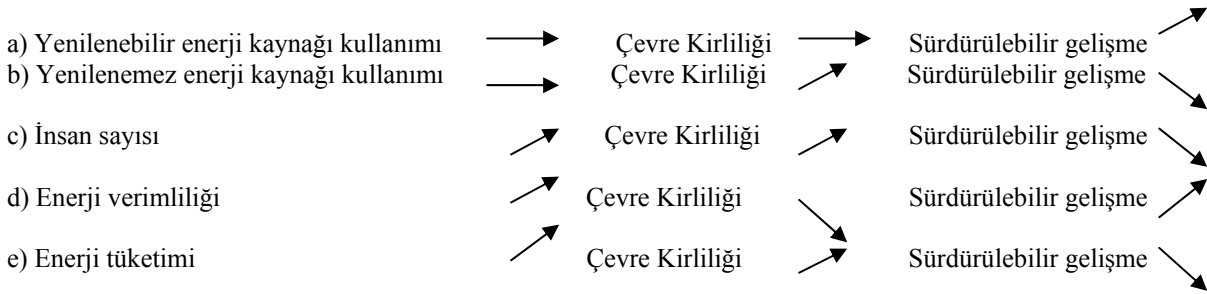 a) Yenilenebilir enerji kaynağı kullanımı Çevre Kirliliği Sürdürülebilir gelişme
b) Yenilenemez enerji kaynağı kullanımı Çevre Kirliliği Sürdürülebilir gelişme
c) İnsan sayısı Çevre Kirliliği Sürdürülebilir gelişme
d) Enerji verimliliği Çevre Kirliliği Sürdürülebilir gelişme
e) Enerji tüketimi Çevre Kirliliği Sürdürülebilir gelişme